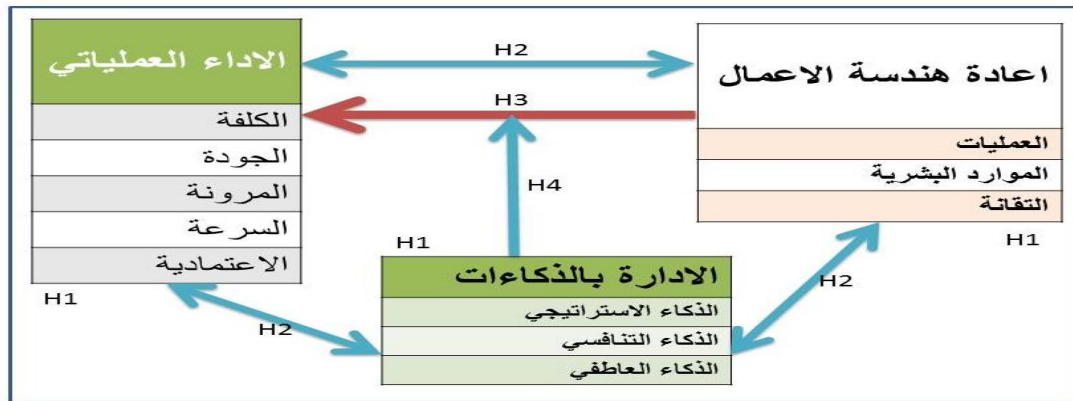 اعادة هندسة الاعمال
العمليات
الموارد البشرية
التقانة
H1
H2
H3
H4
الاداء العملياتي
الكلفة
الجودة
المرونة
السرعة
الاعتمادية
H1
H2
H1
الادارة بالذكاءات
الذكاء الاستراتيجي
الذكاء التنافسي
الذكاء العاطفي
H2